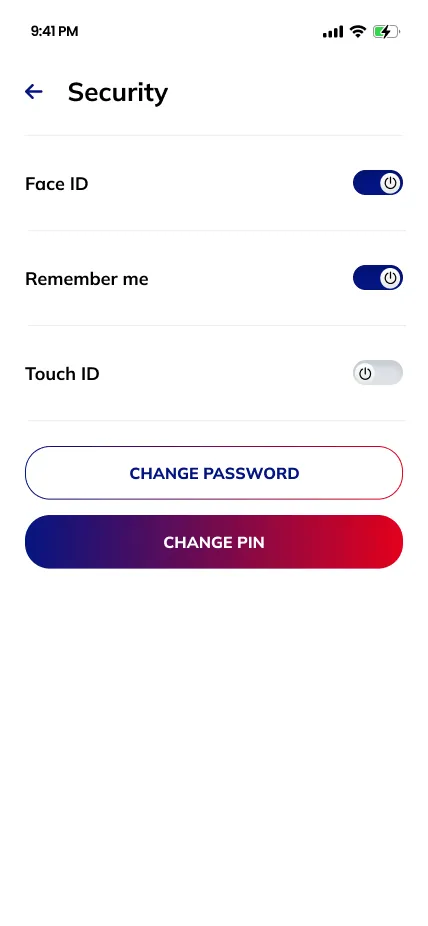 9:41 PM
Security
Face ID
Remember me
Touch ID
CHANGE PASSWORD
CHANGE PIN